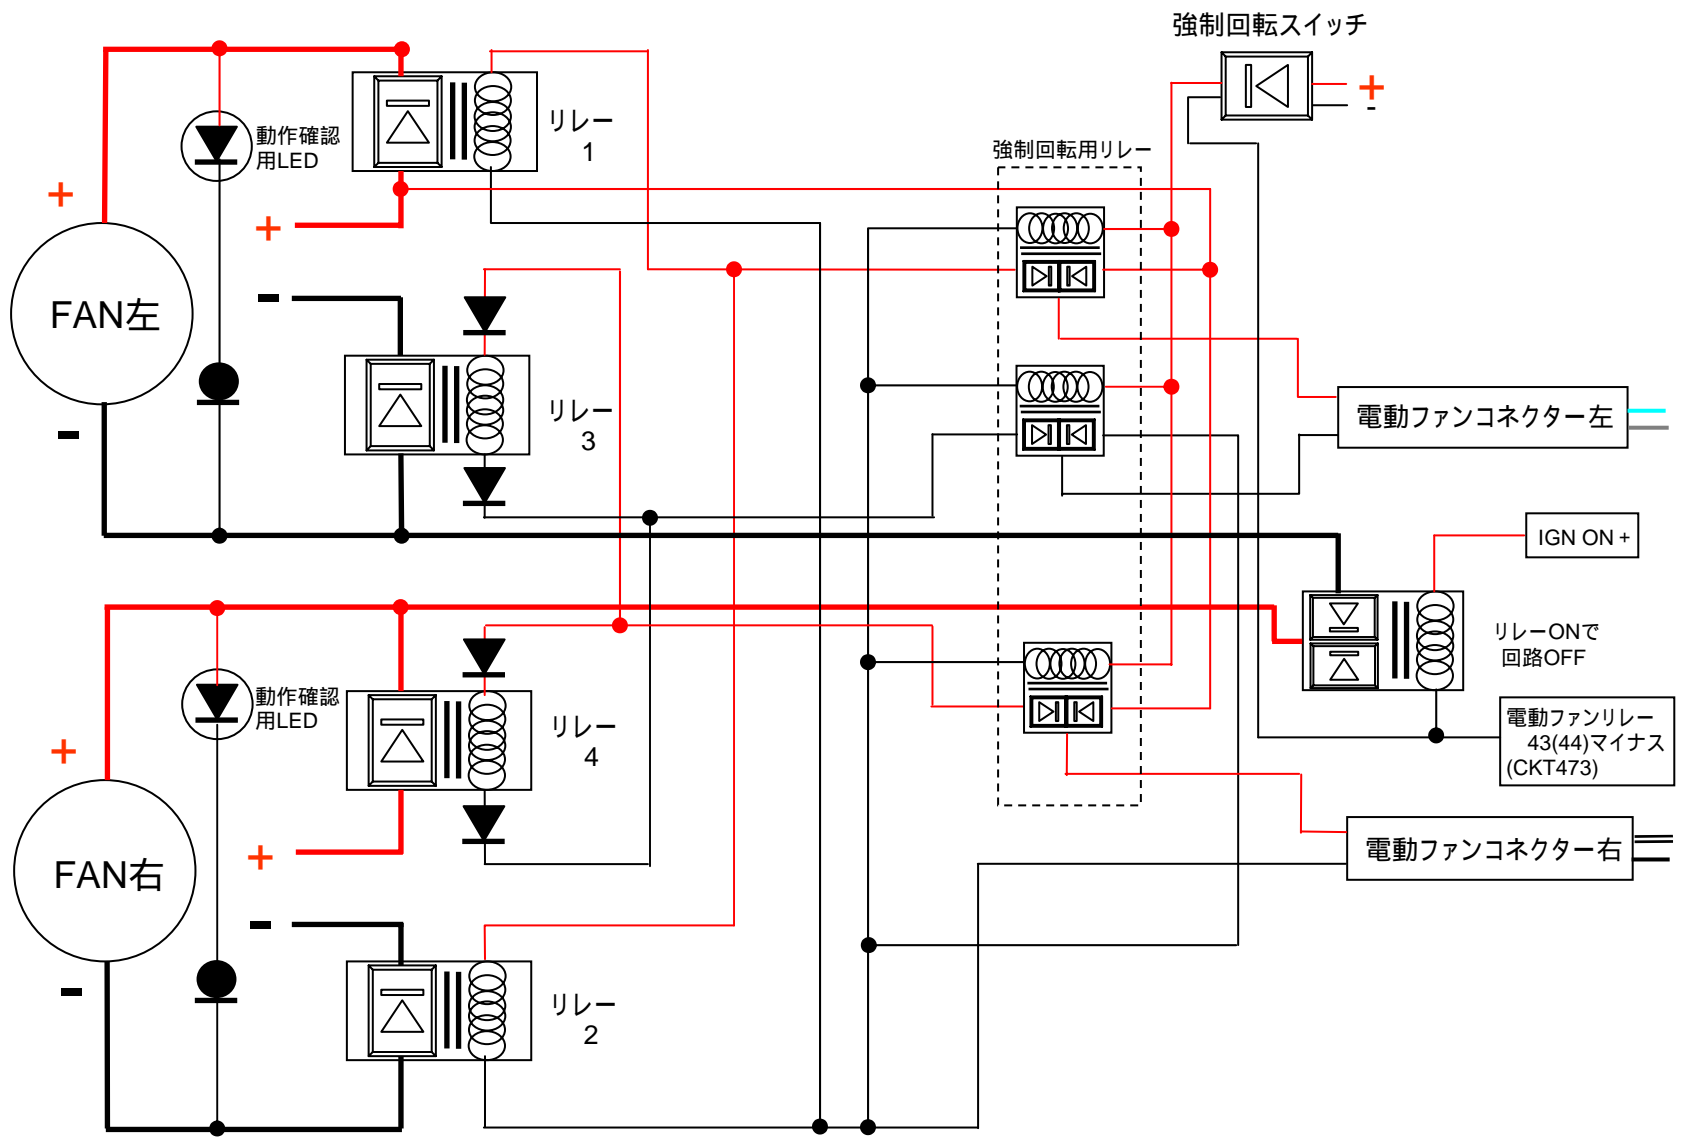 強制回転スイッチ
+
-
リレー
1
動作確認
用LED
強制回転用リレー
+
+
-
FAN左
リレー
3
-
電動ファンコネクター左
IGN ON +
リレーONで
回路OFF
動作確認
用LED
リレー
4
電動ファンリレー
43(44)マイナス
(CKT473)
+
+
FAN右
電動ファンコネクター右
-
-
リレー
2